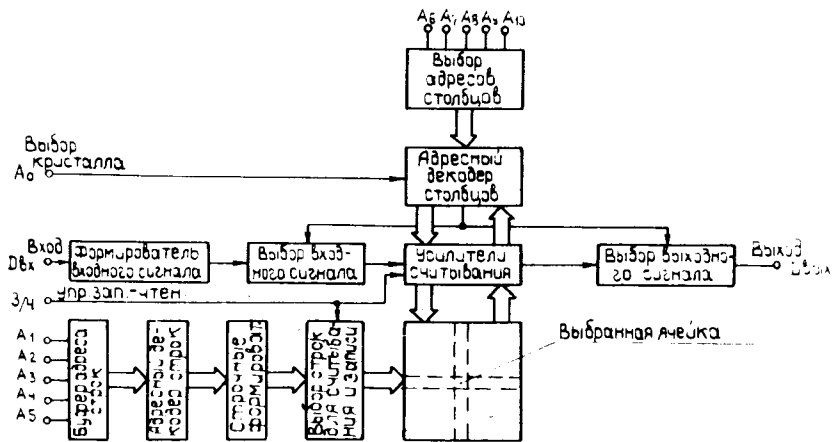 A6 A7 A8 A9 A10
Выбор
адресов
столбцов
Выбор
кристалла
A0
Адресный
декодер
столбцов
Вход
Dвх
Формирователь
входного сигнала
Выбор вход-
ного сигнала
Усилители
считывания
Выбор выходно-
го сигнала
Выход
Dвых
З/ч
Упр зап.-чтен.
A1
A2
A3
A4
A5
Буфер адреса
строк
Адресный де-
кодер строк
Строчные
формироват.
Выбор строк
для считыва-
ния и записи
Выбранная ячейка